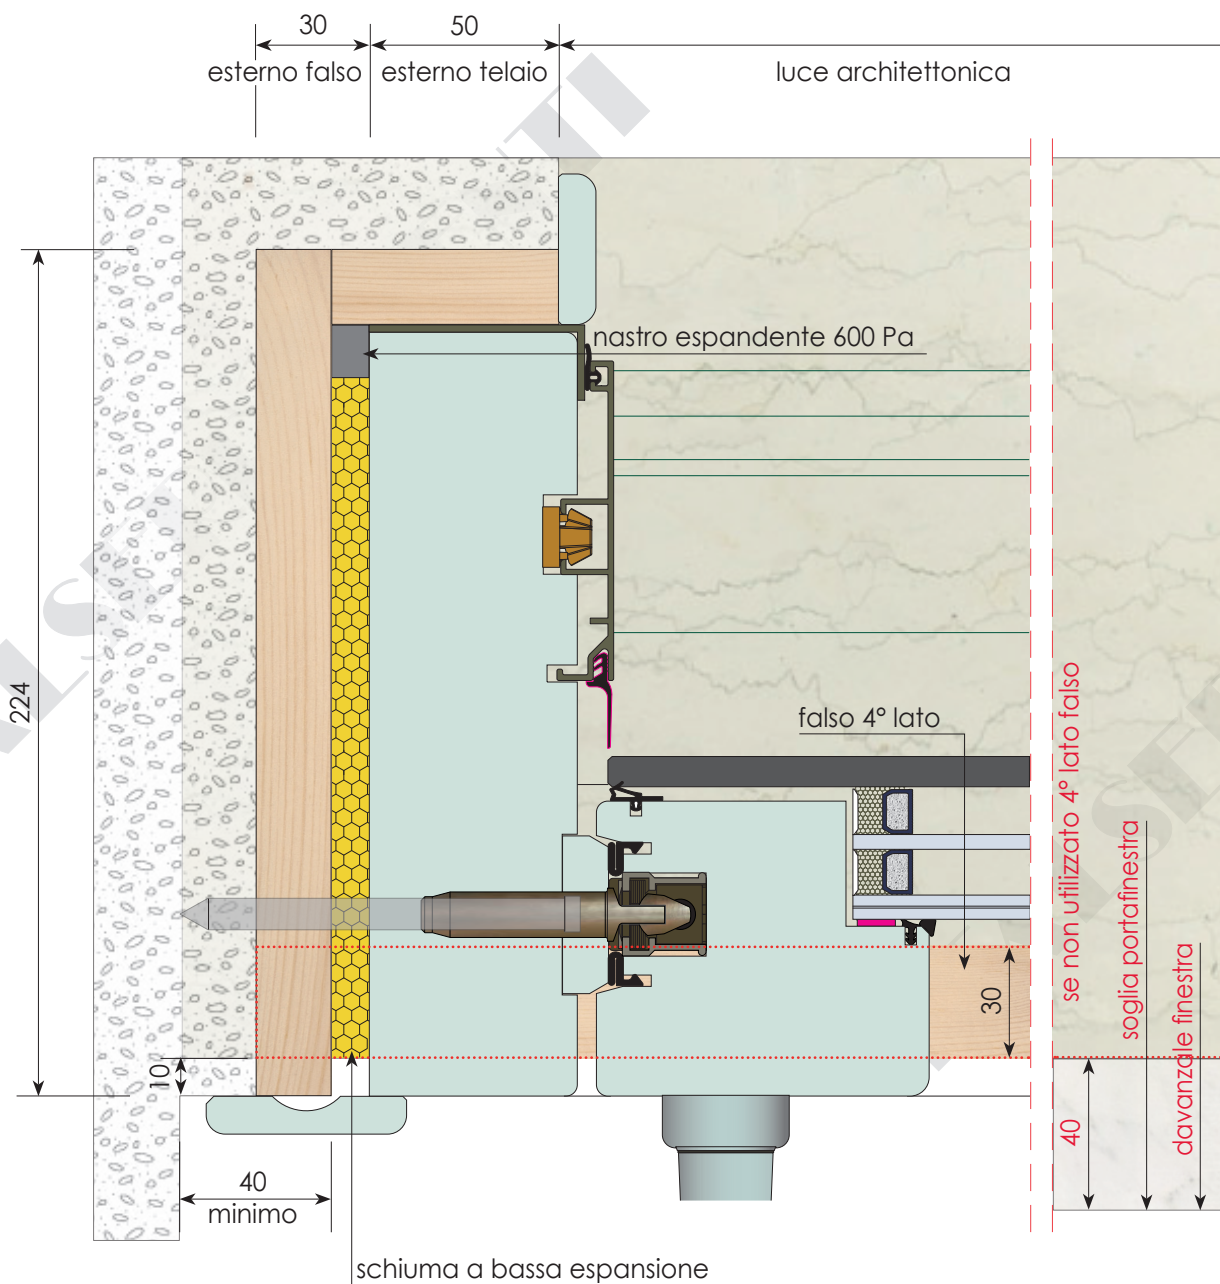 30
50
esterno falso
esterno telaio
luce architettonica
nastro espandente 600 Pa
224
falso 4° lato
se non utilizzato 4° lato falso
soglia portafinestra
davanzale finestra
30
10
40
40
minimo
schiuma a bassa espansione